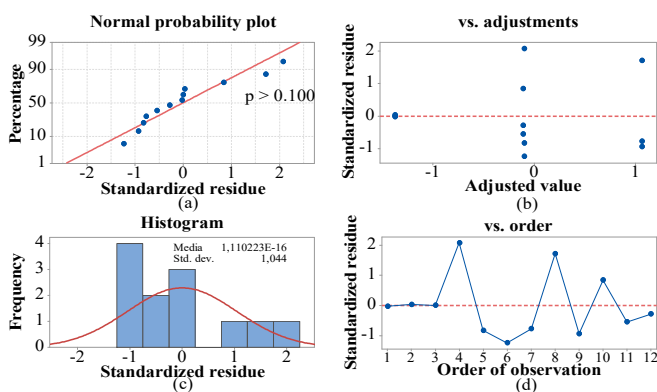 Normal probability plot
Percentage
99
90
50
10
1
p > 0.100
-2 -1 0 1 2
Standardized residue
(a)
vs. adjustments
Standardized residue
2
1
0
-1
-1 0 1
Adjusted value
(b)
Histogram
Frequency
4
3
2
1
0
Media 1,110223E-16
Std. dev. 1,044
-2 -1 0 1 2
Standardized residue
(c)
vs. order
Standardized residue
2
1
0
-1
1 2 3 4 5 6 7 8 9 10 11 12
Order of observation
(d)